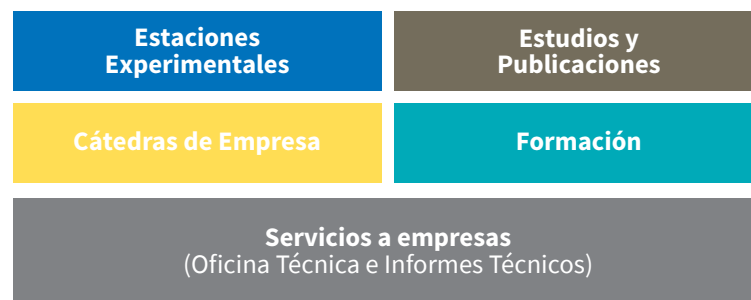 Estaciones
Experimentales
Estudios y
Publicaciones
Cátedras de Empresa
Formación
Servicios a empresas
(Oficina Técnica e Informes Técnicos)